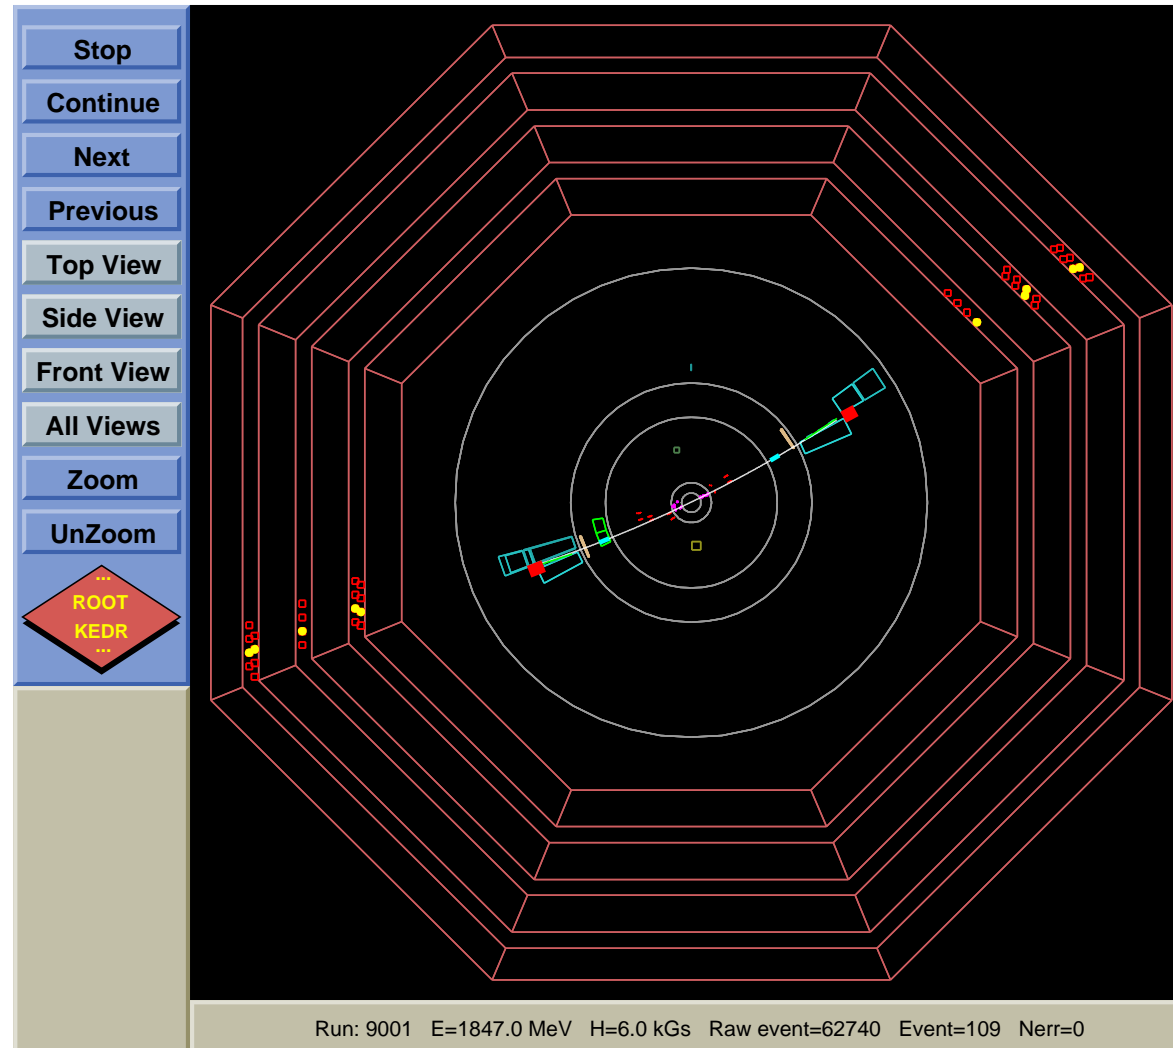 Stop
Continue
Next
Previous
Top View
Side View
Front View
All Views
Zoom
UnZoom
...
ROOT
KEDR
...
Run: 9001 E=1847.0 MeV H=6.0 kGs Raw event=62740 Event=109 Nerr=0